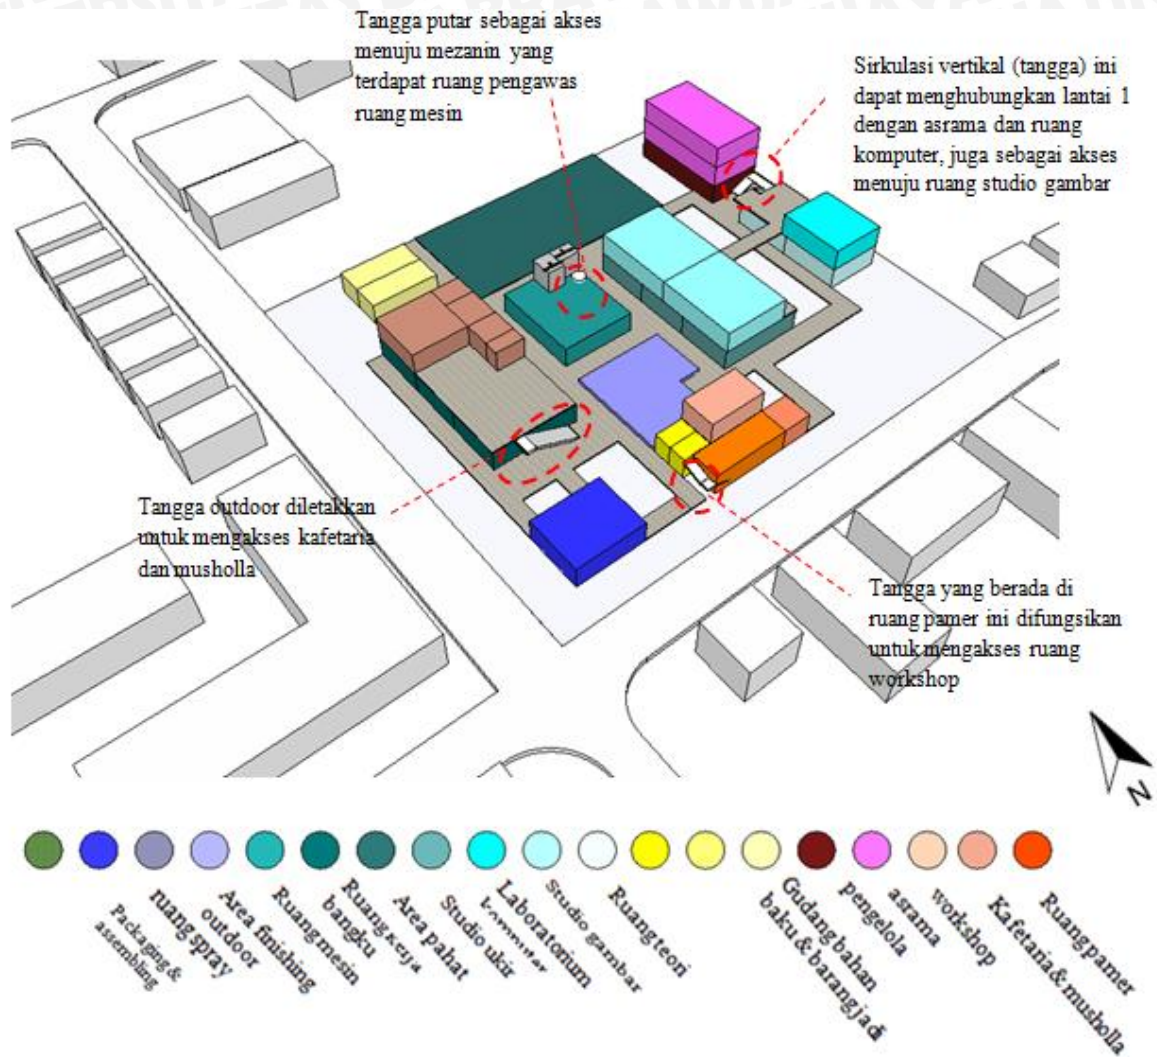 Tangga putar sebagai akses
menuju mezanin yang
terdapat ruang pengawas
ruang mesin
Sirkulasi vertikal (tangga) ini
dapat menghubungkan lantai 1
dengan asrama dan ruang
komputer, juga sebagai akses
menuju ruang studio gambar
Tangga outdoor diletakkan
untuk mengakses kafetaria
dan musholla
Tangga yang berada di
ruang pamer ini difungsikan
untuk mengakses ruang
workshop
N
Packaging &
assembling
ruang spray
Area finishing
outdoor
Ruang mesin
Ruang kerja
bangku
Area pahat
Studio ukir
Laboratorium
Studio gambar
Ruang teori
Gudang bahan
baku & barang jadi
pengelola
asrama
workshop
Kafetaria & musholla
Ruang pamer